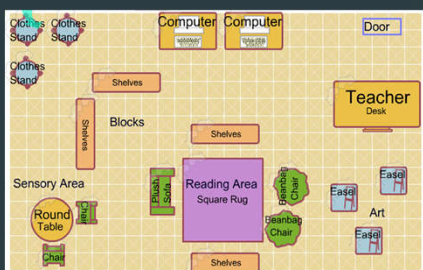 Clothes
Stand
Clothes
Stand
Computer
Computer
Door
Clothes
Stand
Shelves
Teacher
Desk
Shelves
Blocks
Shelves
Sensory Area
Plush
Sofa
Reading Area
Square Rug
Beanbag
Chair
Easel
Easel
Round
Table
Chair
Beanbag
Chair
Art
Easel
Chair
Shelves